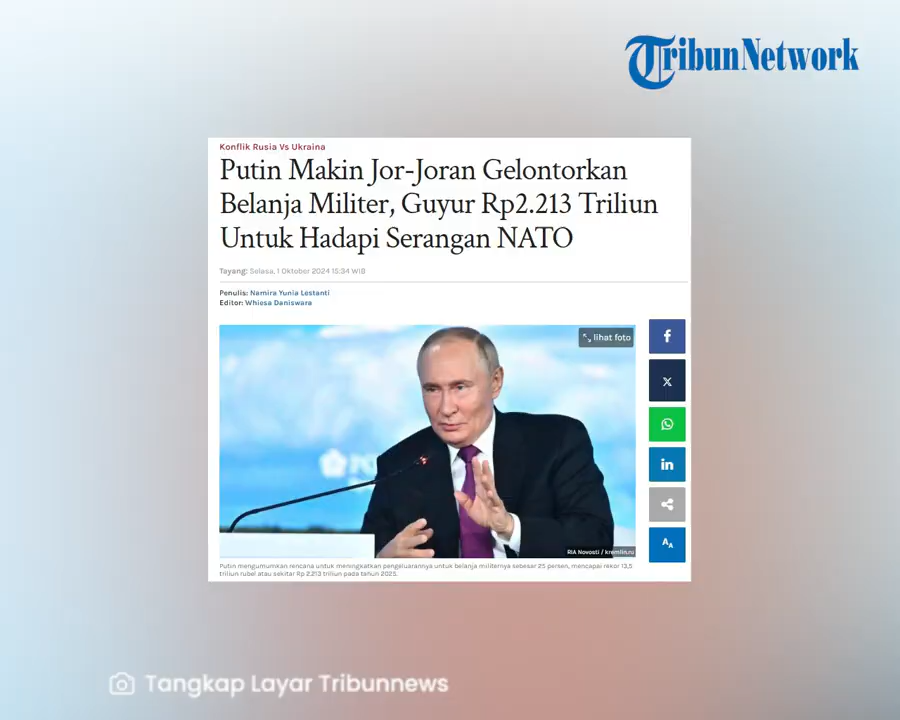 Tribun Network
Konflik Rusia Vs Ukraina
Putin Makin Jor-Joran Gelontorkan
Belanja Militer, Guyur Rp2.213 Triliun
Untuk Hadapi Serangan NATO
Tayang: Selasa, 1 Oktober 2024 15:34 WIB
Penulis: Namira Yunia Lestanti
Editor: Whiesa Daniswara
lihat foto
RIA Novosti / kremlin.ru
Putin mengumumkan rencana untuk meningkatkan pengeluarannya untuk belanja militernya sebesar 25 persen, mencapai rekor 13,5
triliun rubel atau sekitar Rp 2.213 triliun pada tahun 2025.
Tangkap Layar Tribunnews